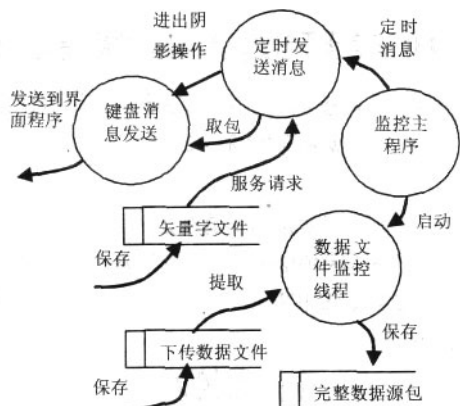 进出阴
影操作
定时发
送消息
定时
消息
发送到界
面程序
键盘消
息发送
取包
监控主
程序
服务请求
矢量字文件
启动
保存
数据文
件监控
线程
提取
下传数据文件
保存
保存
完整数据源包